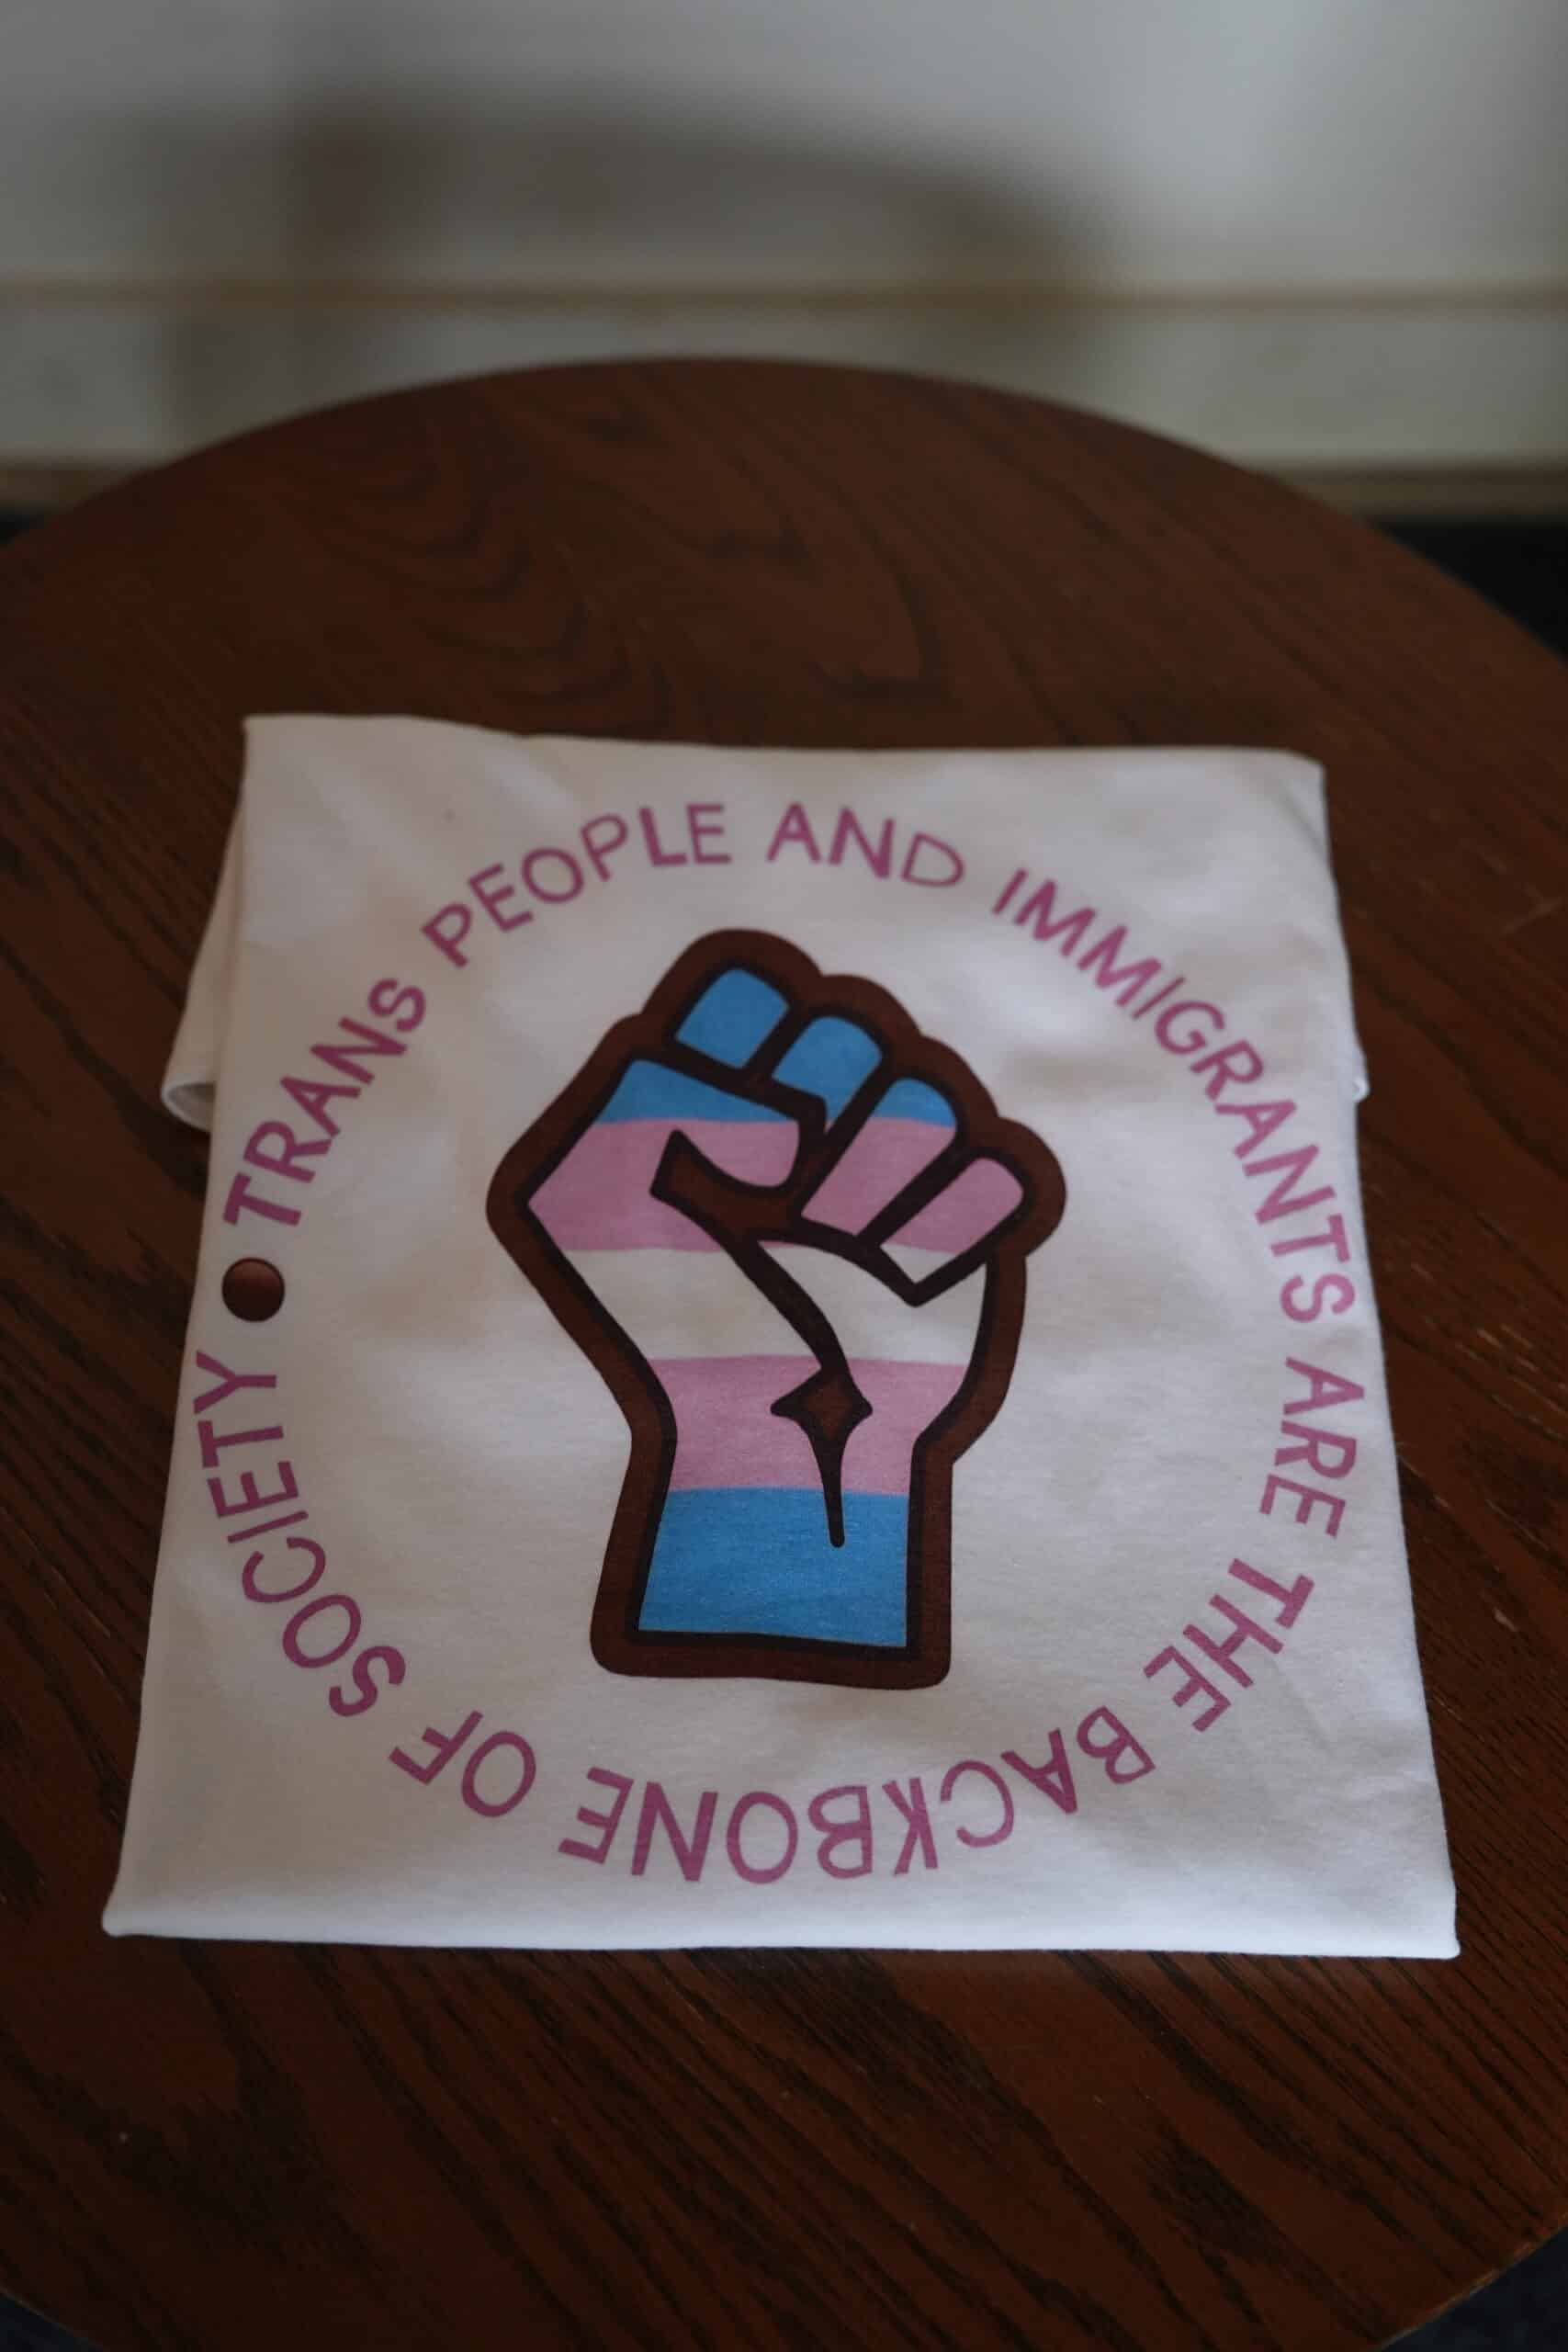 TRANS PEOPLE AND IMMIGRANTS ARE THE BACKBONE OF SOCIETY •